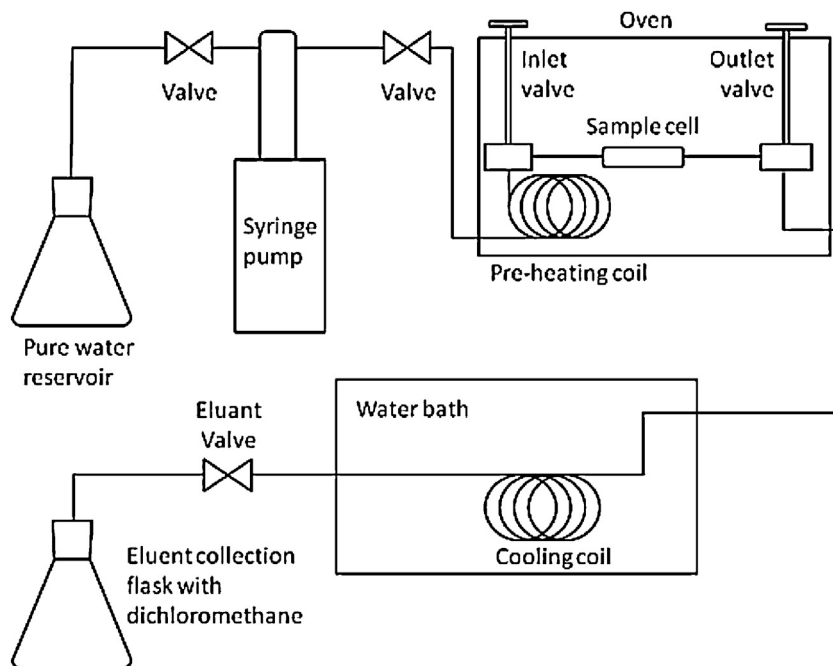 Oven
Valve
Valve
Inlet
valve
Outlet
valve
Sample cell
Syringe
pump
Pre-heating coil
Pure water
reservoir
Eluant
Valve
Water bath
Cooling coil
Eluent collection
flask with
dichloromethane